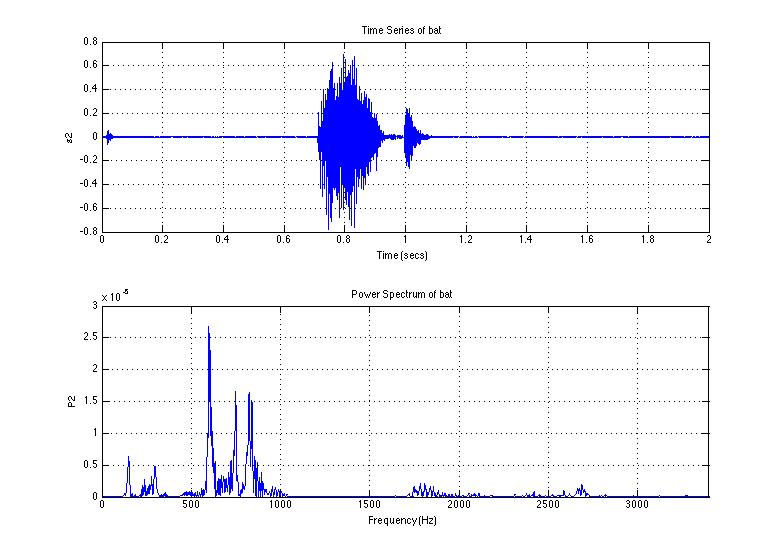 Time Series of bat
0.8
0.6
0.4
0.2
0
-0.2
-0.4
-0.6
-0.8
s2
0 0.2 0.4 0.6 0.8 1 1.2 1.4 1.6 1.8 2
Time (secs)
Power Spectrum of bat
x 10 -5
3
2.5
2
1.5
1
0.5
0
P2
0 500 1000 1500 2000 2500 3000
Frequency (Hz)